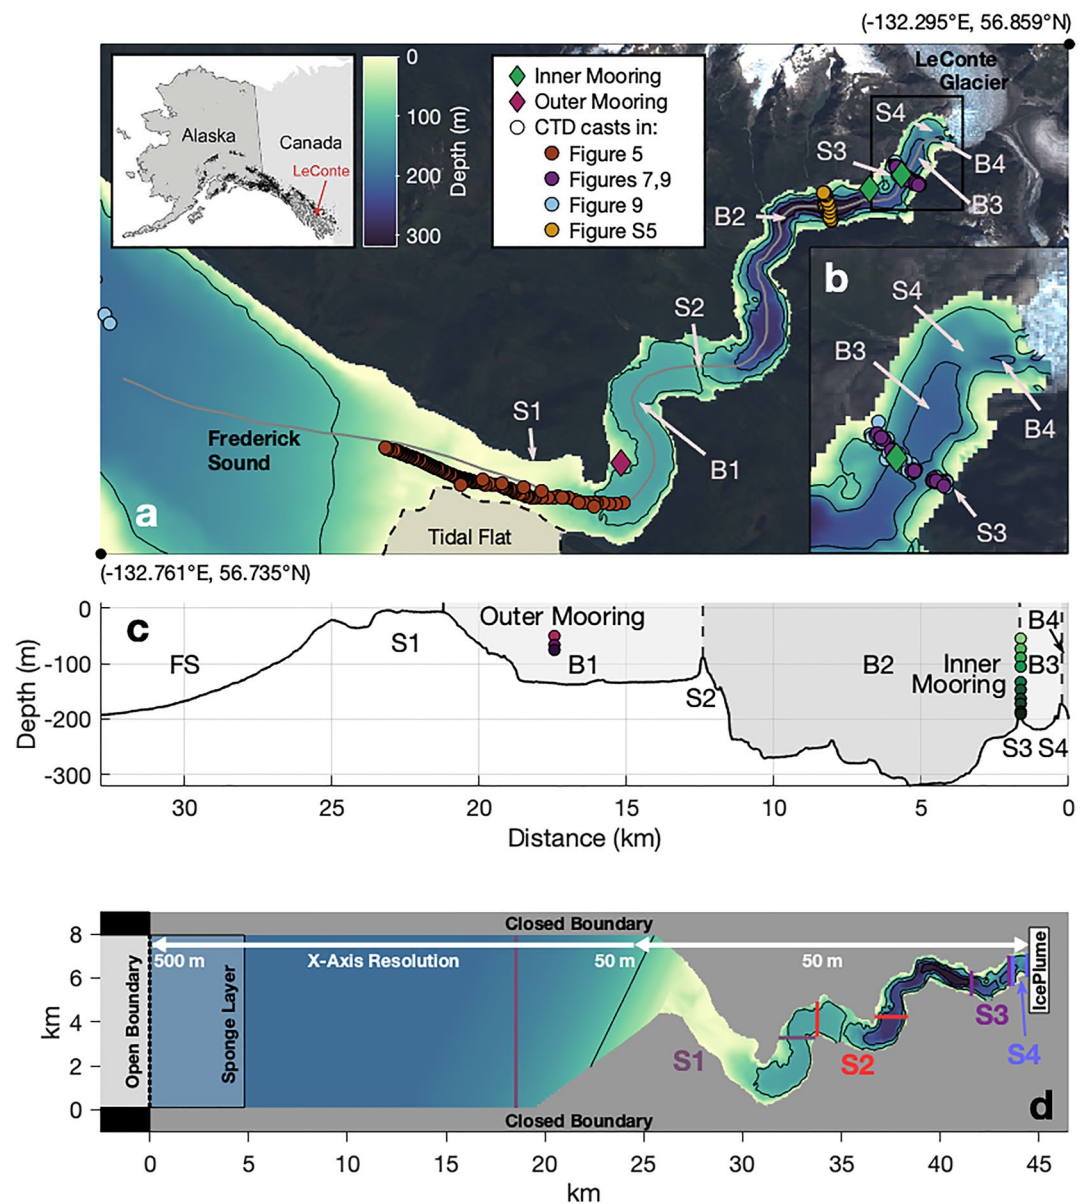 (-132.295°E, 56.859°N)
Alaska
Canada
LeConte
0
100
200
300
Depth (m)
Inner Mooring
Outer Mooring
CTD casts in:
Figure 5
Figures 7,9
Figure 9
Figure S5
LeConte
Glacier
S4
S3
B4
B3
B2
S2
S1
B1
Frederick
Sound
Tidal Flat
a
b
S4
B3
B4
S3
(-132.761°E, 56.735°N)
c
Depth (m)
0
-100
-200
-300
FS
S1
Outer Mooring
B1
S2
B2
Inner
Mooring
B4
B3
S3 S4
30
25
20
15
10
5
0
Distance (km)
Closed Boundary
8
6
4
2
0
km
Open Boundary
Sponge Layer
500 m
X-Axis Resolution
50 m
50 m
IcePlume
S1
S2
S3
S4
d
Closed Boundary
0
5
10
15
20
25
30
35
40
45
km